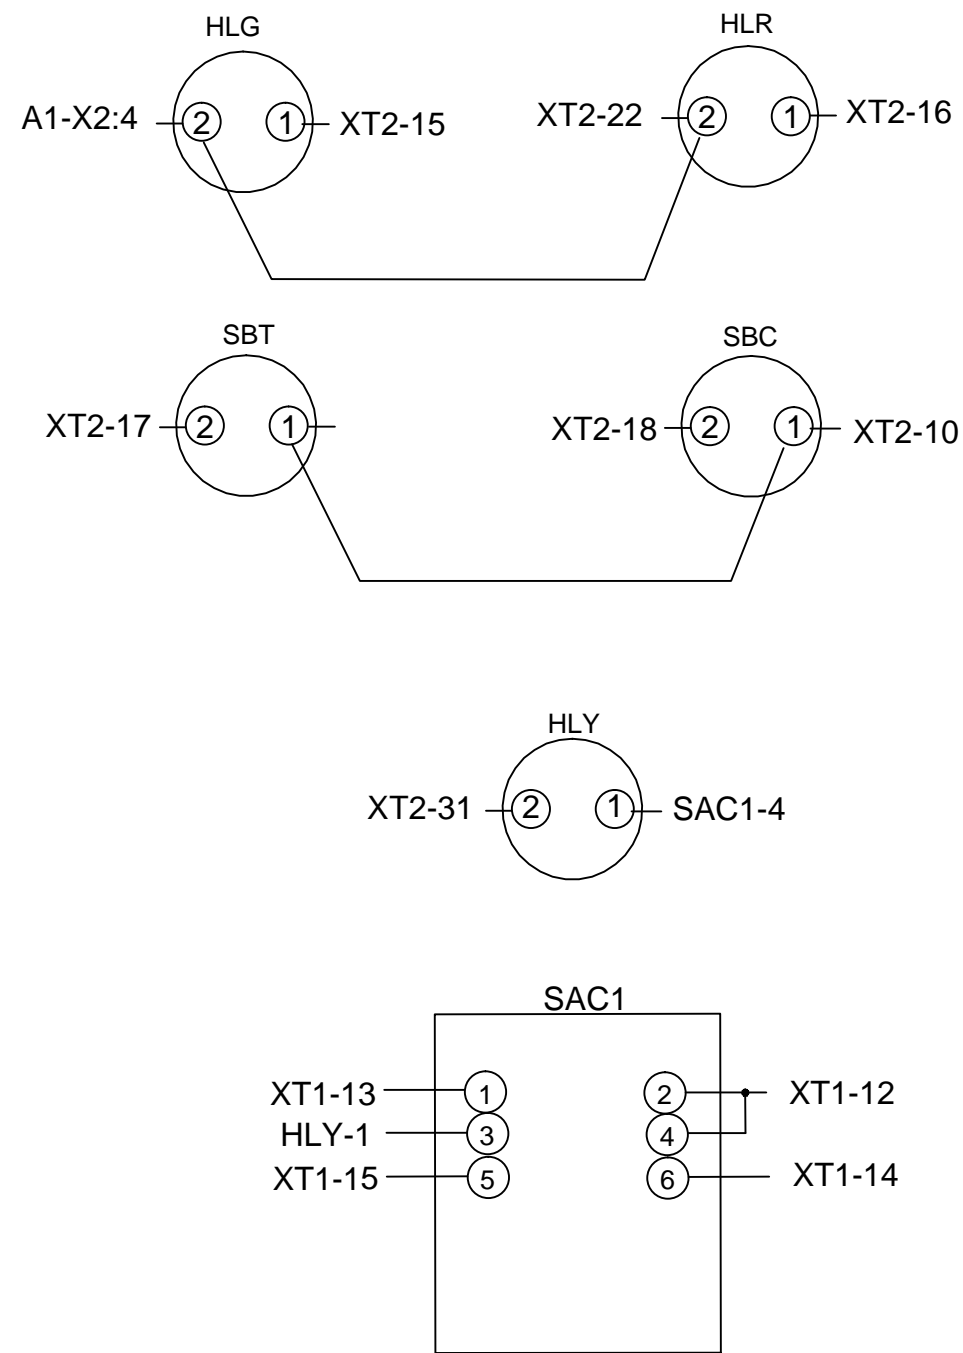 HLG HLR
A1-X2:4 2 1 XT2-15 XT2-22 2 1 XT2-16
SBT SBC
XT2-17 2 1 XT2-18 2 1 XT2-10
HLY
XT2-31 2 1 SAC1-4
SAC1
XT1-13 1 2 XT1-12
HLY-1 3 4
XT1-15 5 6 XT1-14